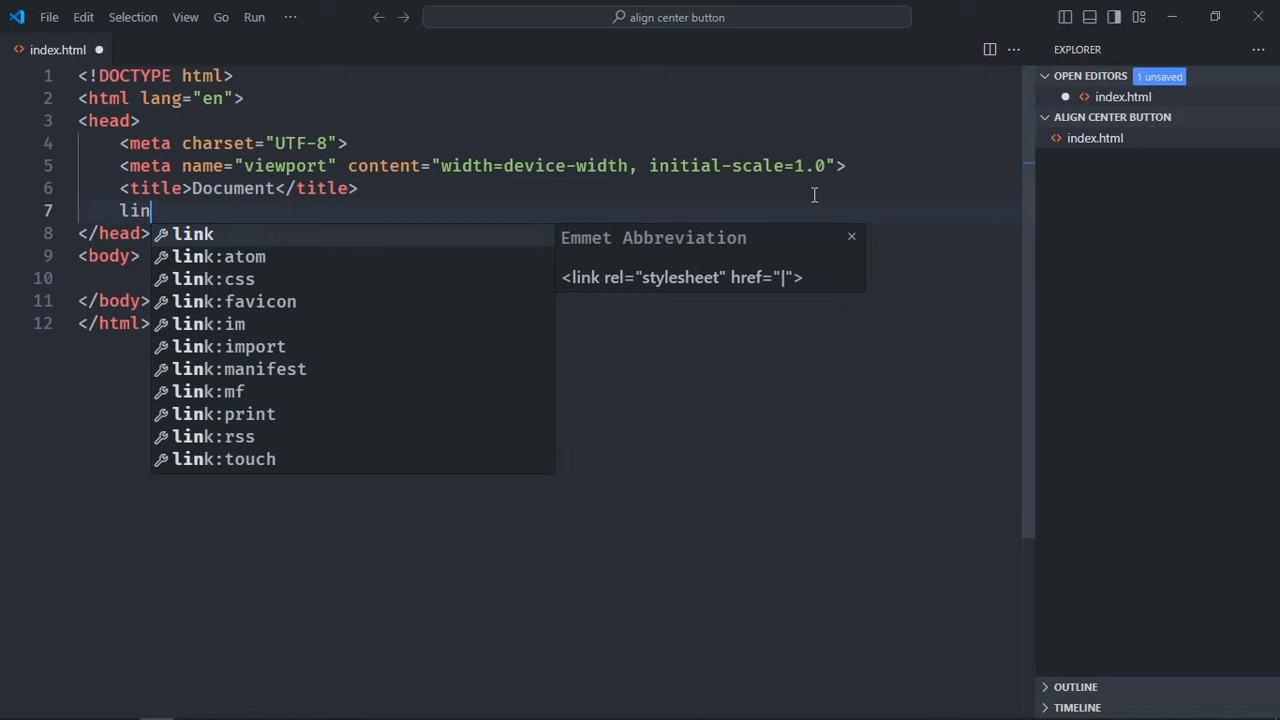 File Edit Selection View Go Run ··· align center button
index.html
EXPLORER
1 <!DOCTYPE html>
2 <html lang="en">
3 <head>
4 <meta charset="UTF-8">
5 <meta name="viewport" content="width=device-width, initial-scale=1.0">
6 <title>Document</title>
7 lin
8 </head>
9 <body>
10
11 </body>
12 </html>
link
link:atom
link:css
link:favicon
link:im
link:import
link:manifest
link:mf
link:print
link:rss
link:touch
Emmet Abbreviation
<link rel="stylesheet" href="|">
OPEN EDITORS 1 unsaved
index.html
ALIGN CENTER BUTTON
index.html
OUTLINE
TIMELINE